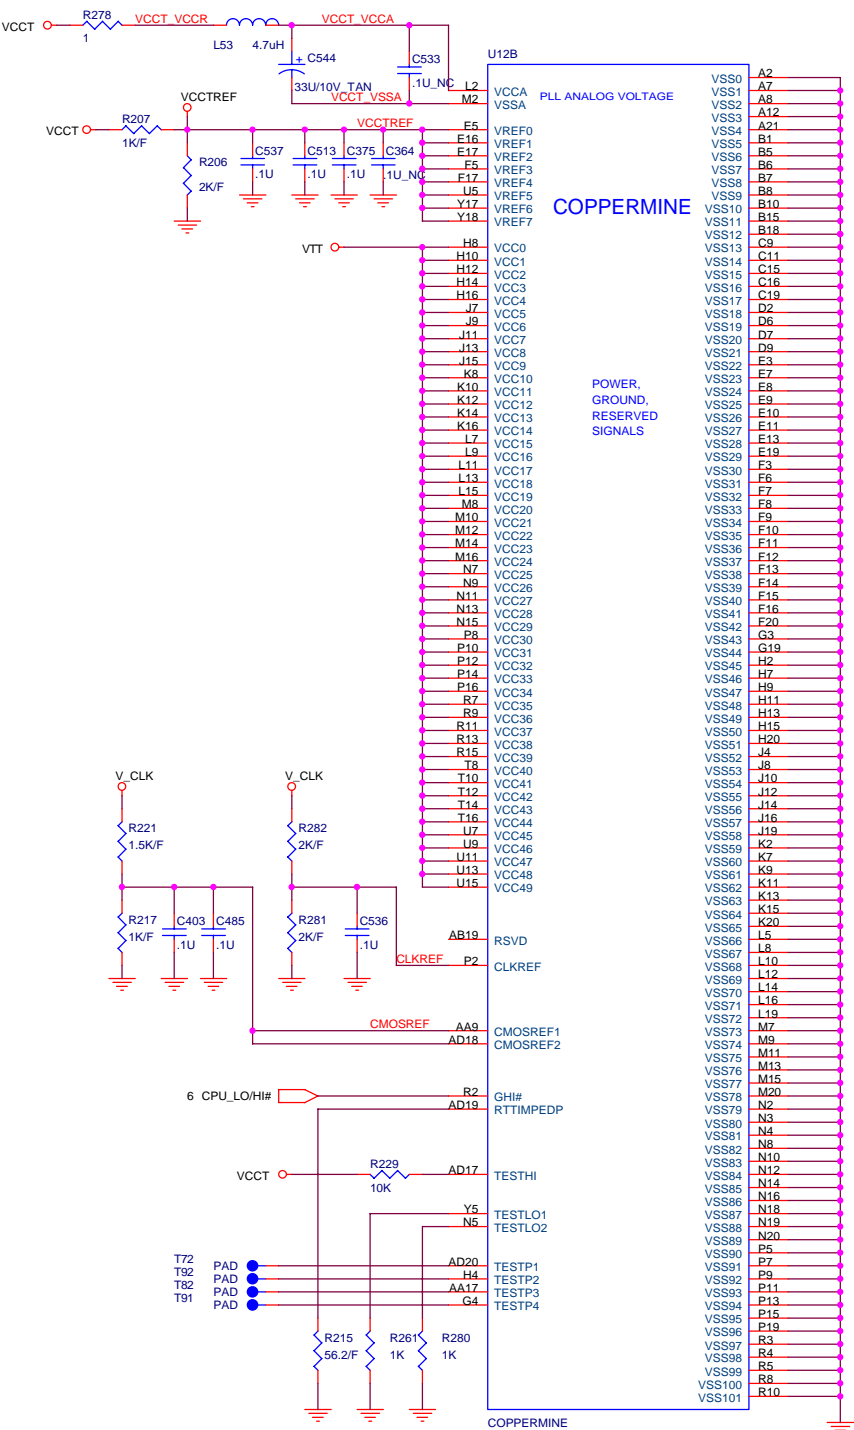 VCCT
R278
1
VCCT_VCCR
L53
4.7uH
VCCT_VCCA
C544
33U/10V_TAN
C533
.1U_NC
VCCT_VSSA
VCCTREF
VCCT
R207
1K/F
VCCTREF
R206
2K/F
C537
.1U
C513
.1U
C375
.1U
C364
.1U_NC
VTT
U12B
PLL ANALOG VOLTAGE
COPPERMINE
POWER,
GROUND,
RESERVED
SIGNALS
L2 VCCA
M2 VSSA
E5 VREF0
E16 VREF1
E17 VREF2
F5 VREF3
F17 VREF4
U5 VREF5
Y17 VREF6
Y18 VREF7
H8 VCC0
H10 VCC1
H12 VCC2
H14 VCC3
H16 VCC4
J7 VCC5
J9 VCC6
J11 VCC7
J13 VCC8
J15 VCC9
K8 VCC10
K10 VCC11
K12 VCC12
K14 VCC13
K16 VCC14
L7 VCC15
L9 VCC16
L11 VCC17
L13 VCC18
L15 VCC19
M8 VCC20
M10 VCC21
M12 VCC22
M14 VCC23
M16 VCC24
N7 VCC25
N9 VCC26
N11 VCC27
N13 VCC28
N15 VCC29
P8 VCC30
P10 VCC31
P12 VCC32
P14 VCC33
P16 VCC34
R7 VCC35
R9 VCC36
R11 VCC37
R13 VCC38
R15 VCC39
T8 VCC40
T10 VCC41
T12 VCC42
T14 VCC43
T16 VCC44
U7 VCC45
U9 VCC46
U11 VCC47
U13 VCC48
U15 VCC49
AB19 RSVD
CLKREF P2 CLKREF
CMOSREF AA9 CMOSREF1
AD18 CMOSREF2
R2 GHI#
AD19 RTTIMPEDP
AD17 TESTHI
Y5 TESTLO1
N5 TESTLO2
AD20 TESTP1
H4 TESTP2
AA17 TESTP3
G4 TESTP4
VSS0 A2
VSS1 A7
VSS2 A8
VSS3 A12
VSS4 A21
VSS5 B1
VSS6 B5
VSS7 B6
VSS8 B7
VSS9 B8
VSS10 B10
VSS11 B15
VSS12 B18
VSS13 C9
VSS14 C11
VSS15 C15
VSS16 C16
VSS17 C19
VSS18 D2
VSS19 D6
VSS20 D7
VSS21 D9
VSS22 E3
VSS23 E7
VSS24 E8
VSS25 E9
VSS26 E10
VSS27 E11
VSS28 E13
VSS29 E19
VSS30 F3
VSS31 F6
VSS32 F7
VSS33 F8
VSS34 F9
VSS35 F10
VSS36 F11
VSS37 F12
VSS38 F13
VSS39 F14
VSS40 F15
VSS41 F16
VSS42 F20
VSS43 G3
VSS44 G19
VSS45 H2
VSS46 H7
VSS47 H9
VSS48 H11
VSS49 H13
VSS50 H15
VSS51 H20
VSS52 J4
VSS53 J8
VSS54 J10
VSS55 J12
VSS56 J14
VSS57 J16
VSS58 J19
VSS59 K2
VSS60 K7
VSS61 K9
VSS62 K11
VSS63 K13
VSS64 K15
VSS65 K20
VSS66 L5
VSS67 L8
VSS68 L10
VSS69 L12
VSS70 L14
VSS71 L16
VSS72 L19
VSS73 M7
VSS74 M9
VSS75 M11
VSS76 M13
VSS77 M15
VSS78 M20
VSS79 N2
VSS80 N3
VSS81 N4
VSS82 N8
VSS83 N10
VSS84 N12
VSS85 N14
VSS86 N16
VSS87 N18
VSS88 N19
VSS89 N20
VSS90 P5
VSS91 P7
VSS92 P9
VSS93 P11
VSS94 P13
VSS95 P15
VSS96 P19
VSS97 R3
VSS98 R4
VSS99 R5
VSS100 R8
VSS101 R10
V_CLK
R221
1.5K/F
R217
1K/F
C403
.1U
C485
.1U
V_CLK
R282
2K/F
R281
2K/F
C536
.1U
6 CPU_LO/HI#
VCCT
R229
10K
T72 PAD
T92 PAD
T82 PAD
T91 PAD
R215
56.2/F
R261
1K
R280
1K
COPPERMINE